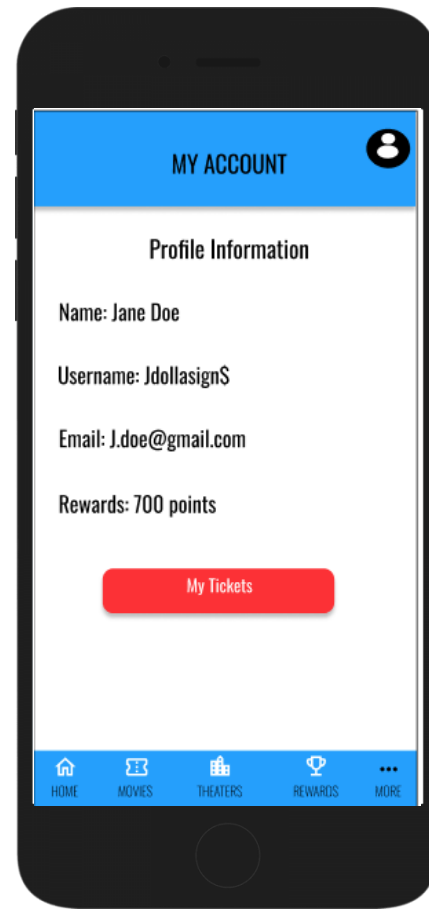 MY ACCOUNT
Profile Information
Name: Jane Doe
Username: Jdollasign$
Email: J.doe@gmail.com
Rewards: 700 points
My Tickets
HOME MOVIES THEATERS REWARDS MORE